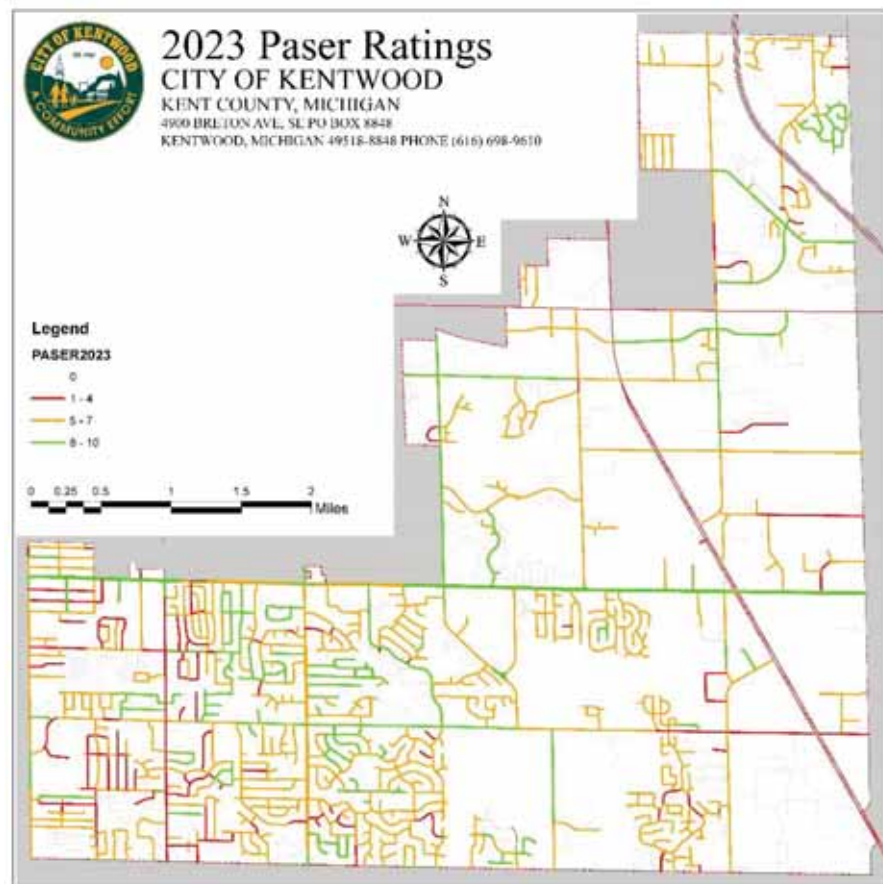 CITY OF KENTWOOD
A COMMUNITY EFFORT
2023 Paser Ratings
CITY OF KENTWOOD
KENT COUNTY, MICHIGAN
4900 BRETON AVE, SE PO BOX 8848
KENTWOOD, MICHIGAN 49518-8848 PHONE (616) 698-9610
N
W
E
S
Legend
PASER2023
0
1 - 4
5 - 7
8 - 10
0 0.25 0.5 1 1.5 2
Miles